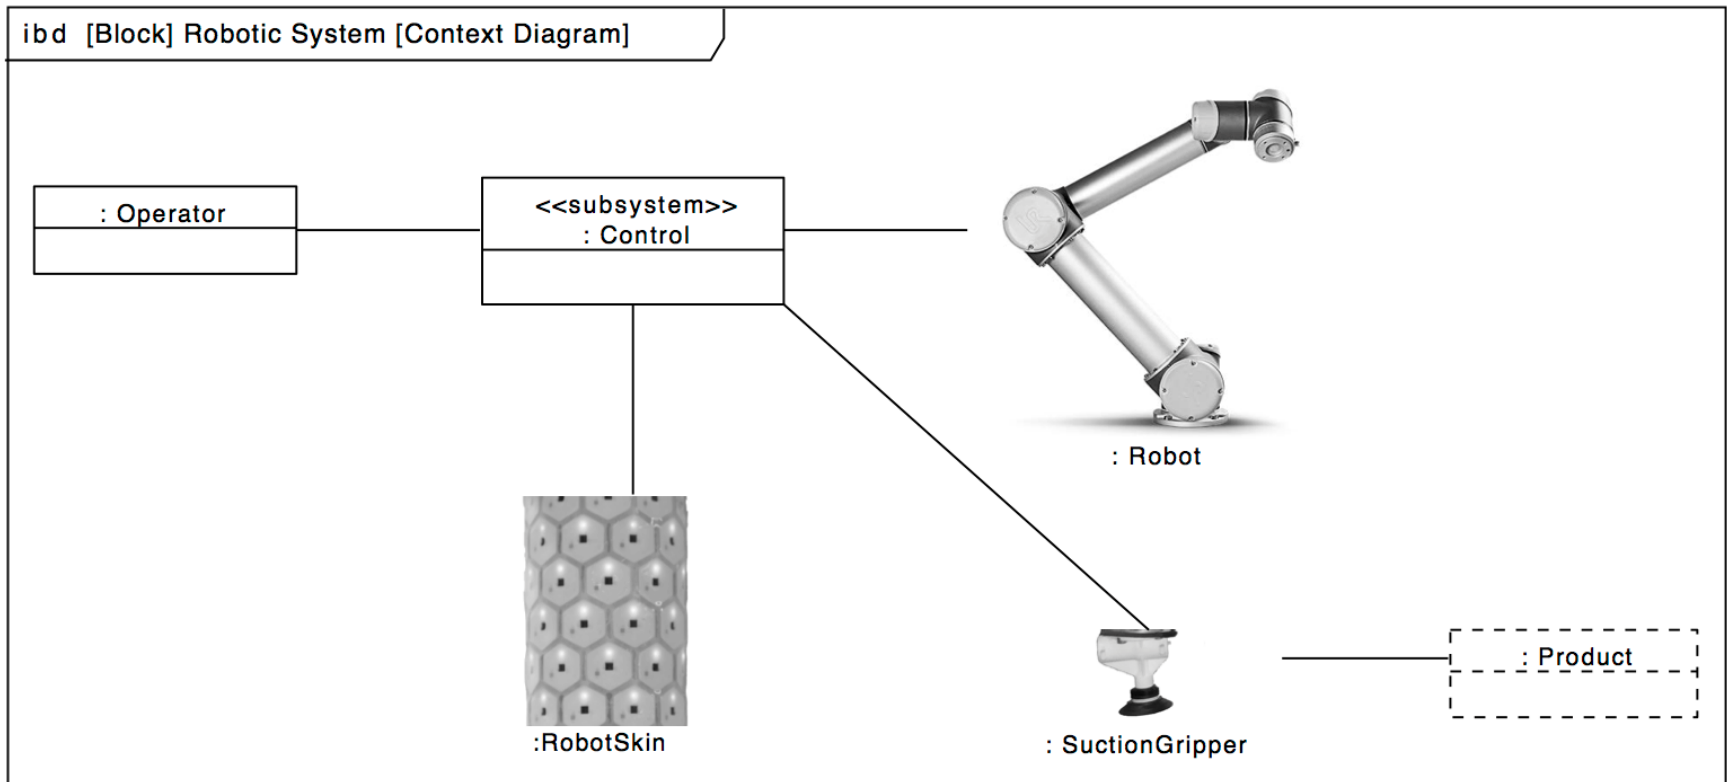 ibd [Block] Robotic System [Context Diagram]
: Operator
<<subsystem>>
: Control
: Robot
:RobotSkin
: SuctionGripper
: Product